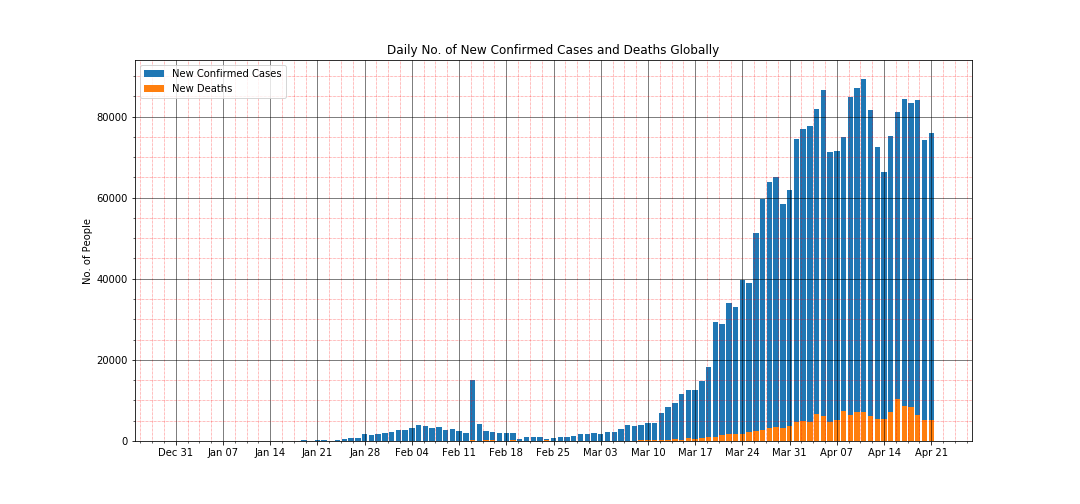 Daily No. of New Confirmed Cases and Deaths Globally
New Confirmed Cases
New Deaths
No. of People
80000
60000
40000
20000
0
Dec 31 Jan 07 Jan 14 Jan 21 Jan 28 Feb 04 Feb 11 Feb 18 Feb 25 Mar 03 Mar 10 Mar 17 Mar 24 Mar 31 Apr 07 Apr 14 Apr 21